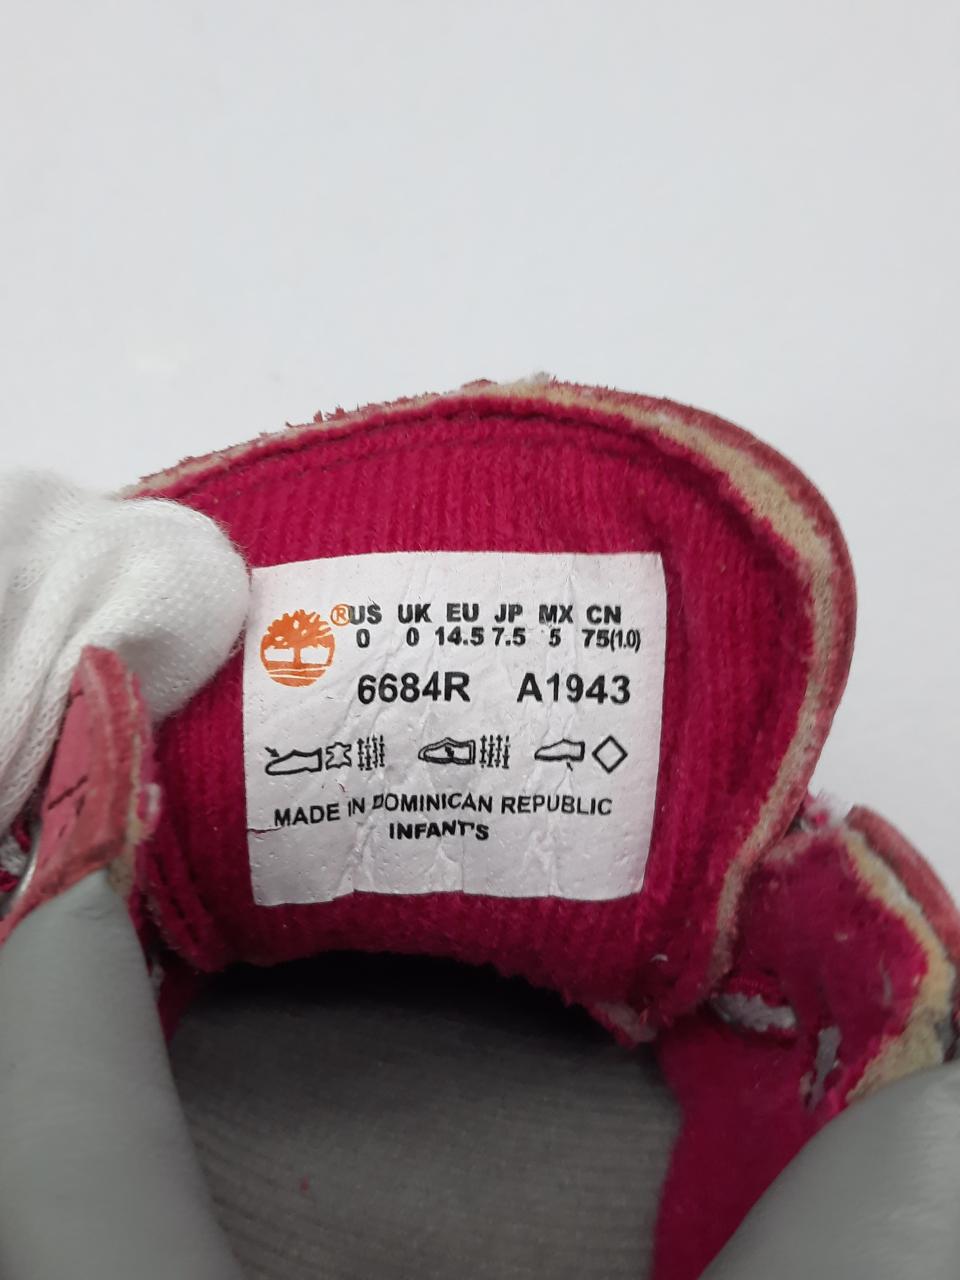 ® US UK EU JP MX CN
0 0 14.5 7.5 5 75(1.0)
6684R A1943
MADE IN DOMINICAN REPUBLIC
INFANT'S